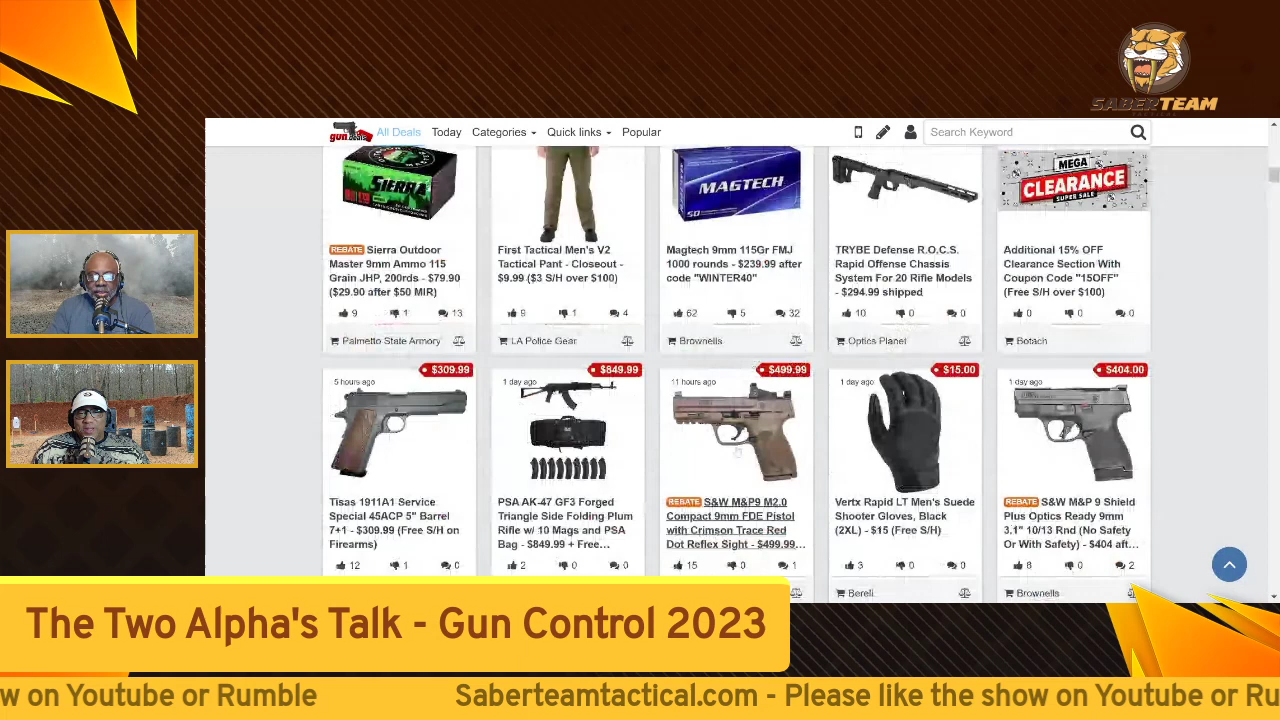 SABERTEAM
gun.deals All Deals Today Categories Quick links Popular Search Keyword
SIERRA
MAGTECH
50
MEGA
CLEARANCE
SUPER SALE
REBATE Sierra Outdoor
Master 9mm Ammo 115
Grain JHP, 200rds - $79.90
($29.90 after $50 MIR)
9 1 13
Palmetto State Armory
First Tactical Men's V2
Tactical Pant - Closeout -
$9.99 ($3 S/H over $100)
9 1 4
LA Police Gear
Magtech 9mm 115Gr FMJ
1000 rounds - $239.99 after
code "WINTER40"
62 5 32
Brownells
TRYBE Defense R.O.C.S.
Rapid Offense Chassis
System For 20 Rifle Models
- $294.99 shipped
10 0 0
Optics Planet
Additional 15% OFF
Clearance Section With
Coupon Code "15OFF"
(Free S/H over $100)
0 0 0
Botach
$309.99
5 hours ago
Tisas 1911A1 Service
Special 45ACP 5" Barrel
7+1 - $309.99 (Free S/H on
Firearms)
12 1 0
$849.99
1 day ago
PSA AK-47 GF3 Forged
Triangle Side Folding Plum
Rifle w/ 10 Mags and PSA
Bag - $849.99 + Free...
2 0 0
$499.99
11 hours ago
REBATE S&W M&P9 M2.0
Compact 9mm FDE Pistol
with Crimson Trace Red
Dot Reflex Sight - $499.99...
15 0 1
$15.00
1 day ago
Vertx Rapid LT Men's Suede
Shooter Gloves, Black
(2XL) - $15 (Free S/H)
3 0 0
Bereli
$404.00
1 day ago
REBATE S&W M&P 9 Shield
Plus Optics Ready 9mm
3.1" 10/13 Rnd (No Safety
Or With Safety) - $404 aft...
6 0 2
Brownells
The Two Alpha's Talk - Gun Control 2023
w on Youtube or Rumble Saberteamtactical.com - Please like the show on Youtube or Ru